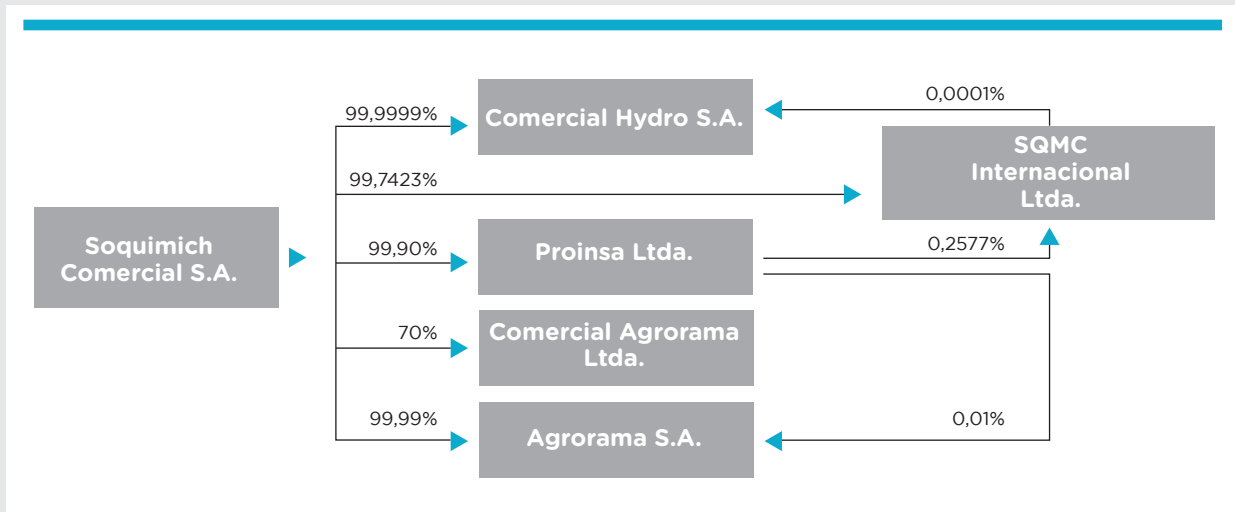 99,9999%
Comercial Hydro S.A.
0,0001%
SQMC
Internacional
Ltda.
99,7423%
Soquimich
Comercial S.A.
99,90%
Proinsa Ltda.
0,2577%
70%
Comercial Agrorama
Ltda.
99,99%
Agrorama S.A.
0,01%